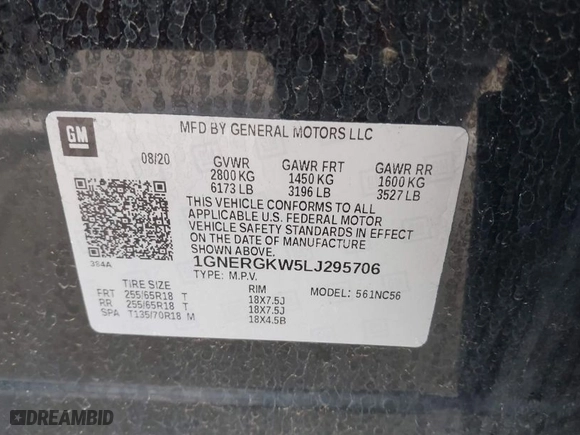 GM
MFD BY GENERAL MOTORS LLC
08/20 GVWR GAWR FRT GAWR RR
2800 KG 1450 KG 1600 KG
6173 LB 3196 LB 3527 LB
THIS VEHICLE CONFORMS TO ALL
APPLICABLE U.S. FEDERAL MOTOR
VEHICLE SAFETY STANDARDS IN EFFECT
ON THE DATE OF MANUFACTURE
SHOWN ABOVE.
1GNERGKW5LJ295706
384A
TYPE: M.P.V.
TIRE SIZE RIM MODEL: 561NC56
FRT 255/65R18 T 18X7.5J
RR 255/65R18 T 18X7.5J
SPA T135/70R18 M 18X4.5B
DREAMBID